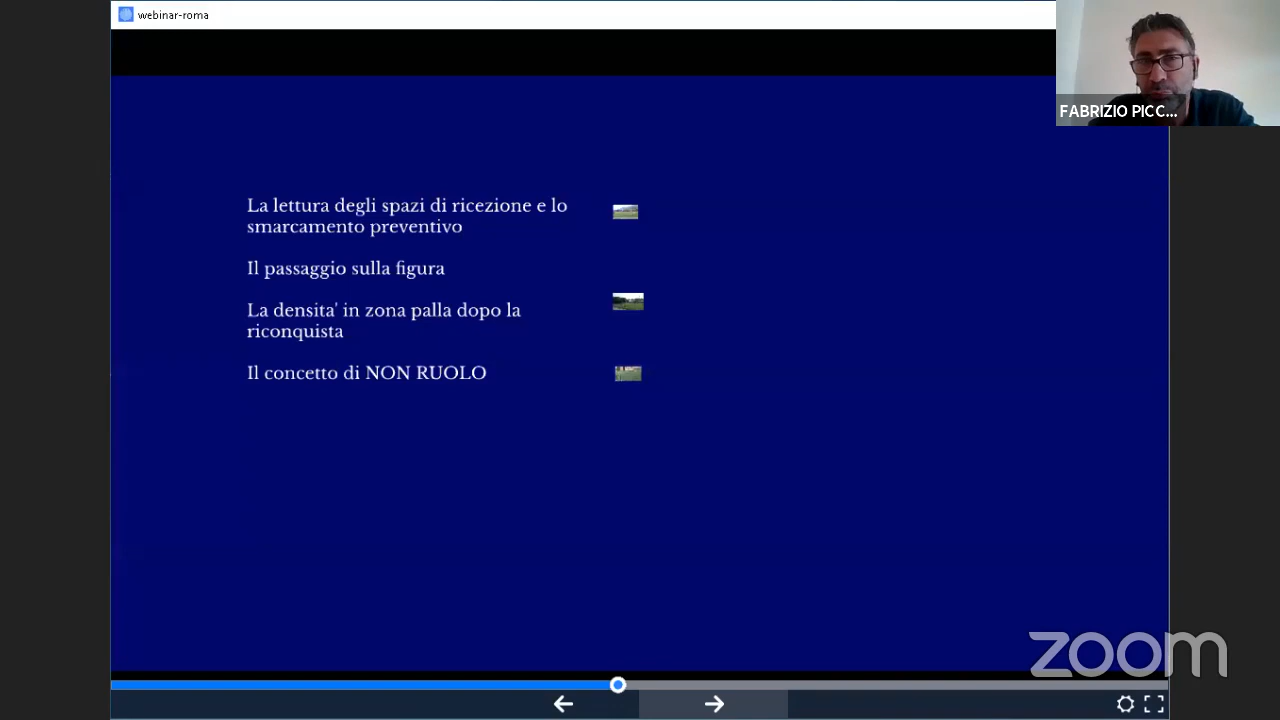 webinar-roma
FABRIZIO PICC...
La lettura degli spazi di ricezione e lo
smarcamento preventivo
Il passaggio sulla figura
La densita' in zona palla dopo la
riconquista
Il concetto di NON RUOLO
zoom